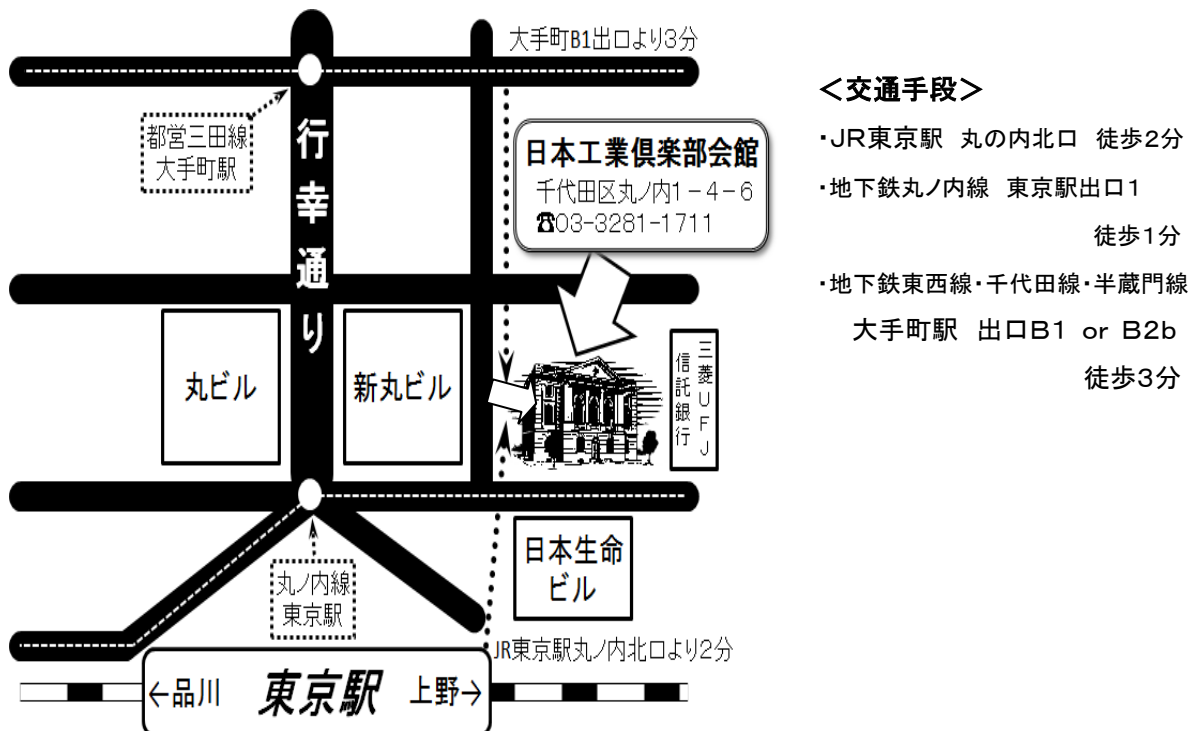 大手町B1出口より3分
都営三田線
大手町駅
行幸通り
日本工業倶楽部会館
千代田区丸ノ内1-4-6
☎03-3281-1711
丸ビル
新丸ビル
三菱UFJ
信託銀行
日本生命
ビル
丸ノ内線
東京駅
JR東京駅丸ノ内北口より2分
←品川 東京駅 上野→
＜交通手段＞
・JR東京駅 丸の内北口 徒歩2分
・地下鉄丸ノ内線 東京駅出口1
徒歩1分
・地下鉄東西線・千代田線・半蔵門線
大手町駅 出口B1 or B2b
徒歩3分